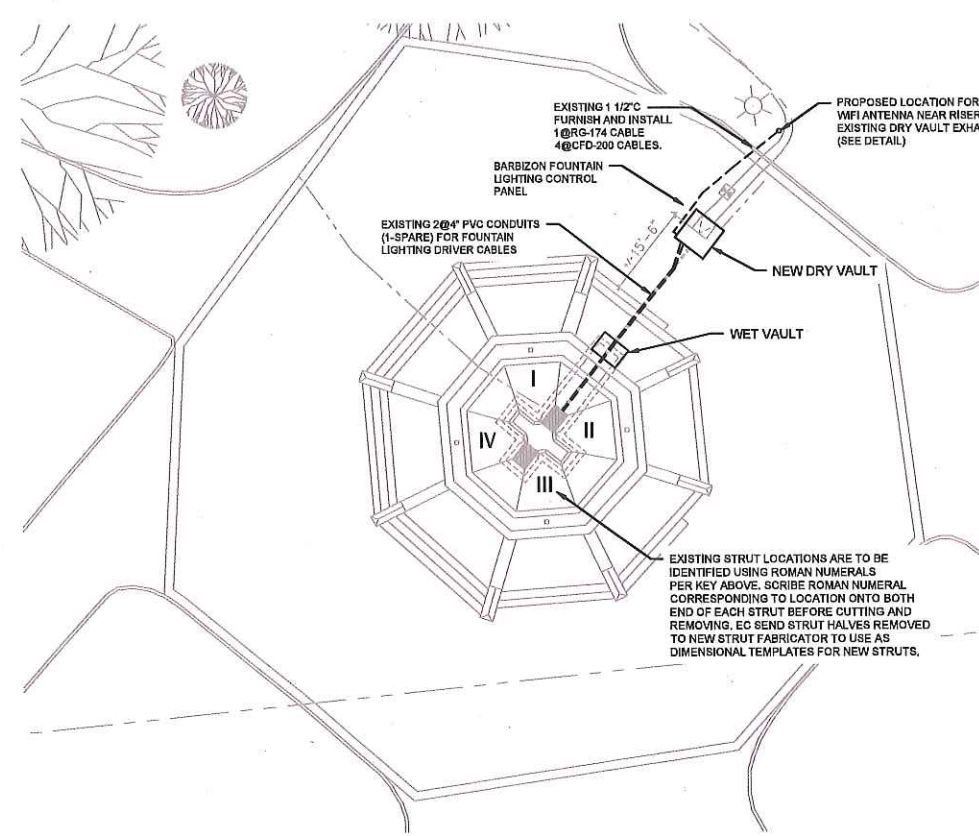 EXISTING 1 1/2"C
FURNISH AND INSTALL
1@RG-174 CABLE
4@CFD-200 CABLES.
PROPOSED LOCATION FOR
WIFI ANTENNA NEAR RISER
EXISTING DRY VAULT EXHA
(SEE DETAIL)
BARBIZON FOUNTAIN
LIGHTING CONTROL
PANEL
EXISTING 2@4" PVC CONDUITS
(1-SPARE) FOR FOUNTAIN
LIGHTING DRIVER CABLES
+/-15'-6"
NEW DRY VAULT
WET VAULT
I
II
IV
III
EXISTING STRUT LOCATIONS ARE TO BE
IDENTIFIED USING ROMAN NUMERALS
PER KEY ABOVE. SCRIBE ROMAN NUMERAL
CORRESPONDING TO LOCATION ONTO BOTH
END OF EACH STRUT BEFORE CUTTING AND
REMOVING. EC SEND STRUT HALVES REMOVED
TO NEW STRUT FABRICATOR TO USE AS
DIMENSIONAL TEMPLATES FOR NEW STRUTS.